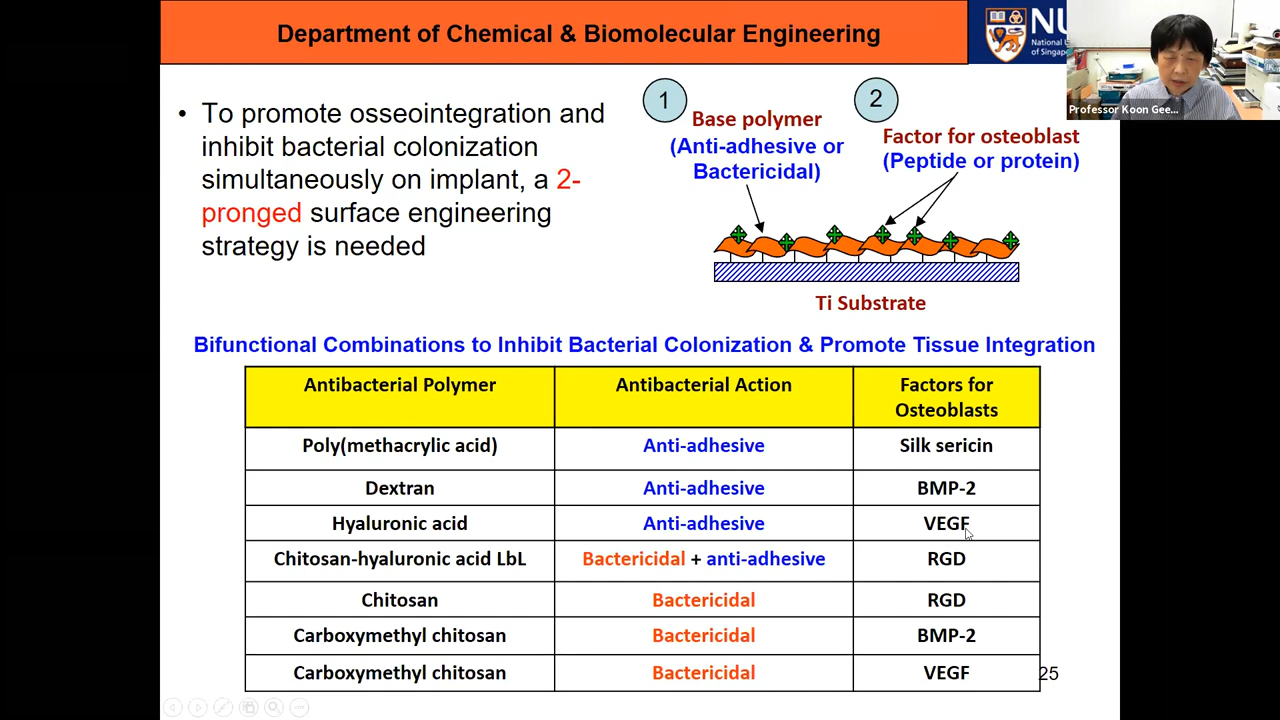 Department of Chemical & Biomolecular Engineering
NU
National Un
of Singap
Professor Koon Gee...
• To promote osseointegration and
inhibit bacterial colonization
simultaneously on implant, a 2-
pronged surface engineering
strategy is needed
1
Base polymer
(Anti-adhesive or
Bactericidal)
2
Factor for osteoblast
(Peptide or protein)
Ti Substrate
Bifunctional Combinations to Inhibit Bacterial Colonization & Promote Tissue Integration
Antibacterial Polymer Antibacterial Action Factors for
Osteoblasts
Poly(methacrylic acid) Anti-adhesive Silk sericin
Dextran Anti-adhesive BMP-2
Hyaluronic acid Anti-adhesive VEGF
Chitosan-hyaluronic acid LbL Bactericidal + anti-adhesive RGD
Chitosan Bactericidal RGD
Carboxymethyl chitosan Bactericidal BMP-2
Carboxymethyl chitosan Bactericidal VEGF
25